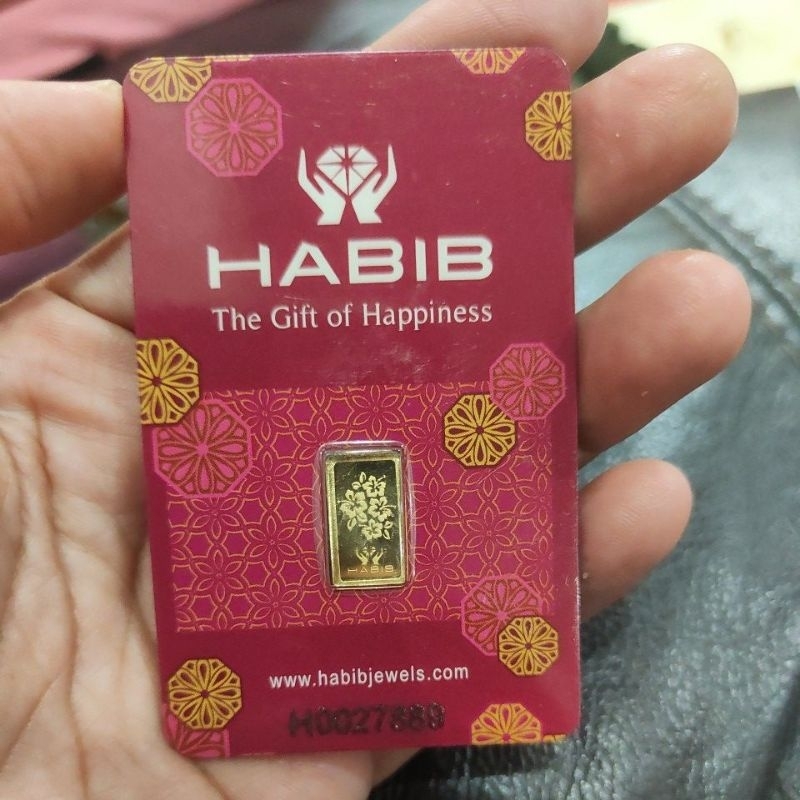 HABIB
The Gift of Happiness
HABIB
www.habibjewels.com
H0027889